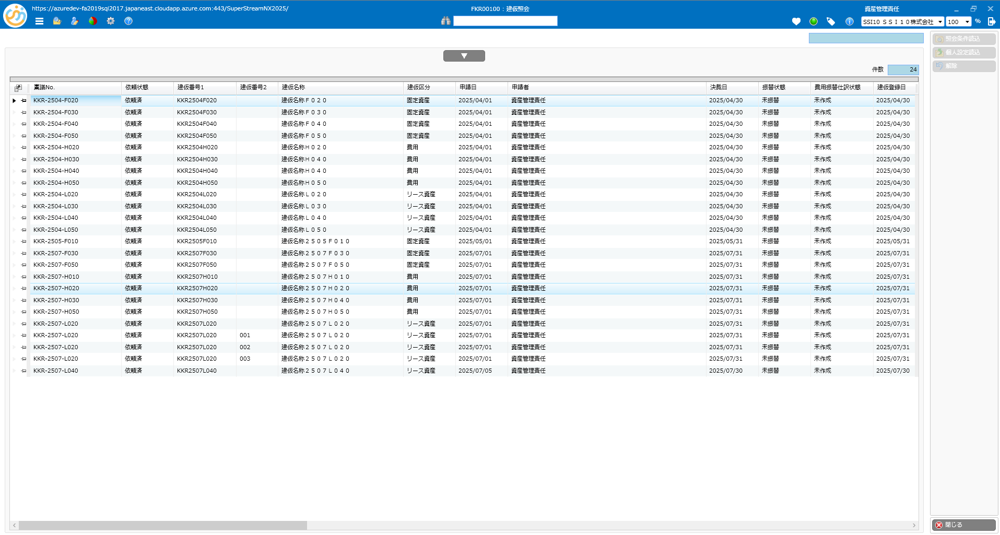 https://azuredev-fa2019sql2017.japaneast.cloudapp.azure.com:443/SuperStreamNX2025/ FKR00100：建仮照会 資産管理責任
SSI10 ＳＳＩ１０株式会社 100 %
照会条件読込
個人設定読込
解除
件数 24
稟議No. 依頼状態 建仮番号1 建仮番号2 建仮名称 建仮区分 申請日 申請者 決裁日 振替状態 費用振替仕訳状態 建仮登録日
KKR-2504-F020 依頼済 KKR2504F020 建仮名称Ｆ０２０ 固定資産 2025/04/01 資産管理責任 2025/04/30 未振替 未作成 2025/04/30
KKR-2504-F030 依頼済 KKR2504F030 建仮名称Ｆ０３０ 固定資産 2025/04/01 資産管理責任 2025/04/30 未振替 未作成 2025/04/30
KKR-2504-F040 依頼済 KKR2504F040 建仮名称Ｆ０４０ 固定資産 2025/04/01 資産管理責任 2025/04/30 未振替 未作成 2025/04/30
KKR-2504-F050 依頼済 KKR2504F050 建仮名称Ｆ０５０ 固定資産 2025/04/01 資産管理責任 2025/04/30 未振替 未作成 2025/04/30
KKR-2504-H020 依頼済 KKR2504H020 建仮名称Ｈ０２０ 費用 2025/04/01 資産管理責任 2025/04/30 未振替 未作成 2025/04/30
KKR-2504-H030 依頼済 KKR2504H030 建仮名称Ｈ０４０ 費用 2025/04/01 資産管理責任 2025/04/30 未振替 未作成 2025/04/30
KKR-2504-H040 依頼済 KKR2504H040 建仮名称Ｈ０４０ 費用 2025/04/01 資産管理責任 2025/04/30 未振替 未作成 2025/04/30
KKR-2504-H050 依頼済 KKR2504H050 建仮名称Ｈ０５０ 費用 2025/04/01 資産管理責任 2025/04/30 未振替 未作成 2025/04/30
KKR-2504-L020 依頼済 KKR2504L020 建仮名称Ｌ０２０ リース資産 2025/04/01 資産管理責任 2025/04/30 未振替 未作成 2025/04/30
KKR-2504-L030 依頼済 KKR2504L030 建仮名称Ｌ０３０ リース資産 2025/04/01 資産管理責任 2025/04/30 未振替 未作成 2025/04/30
KKR-2504-L040 依頼済 KKR2504L040 建仮名称Ｌ０４０ リース資産 2025/04/01 資産管理責任 2025/04/30 未振替 未作成 2025/04/30
KKR-2504-L050 依頼済 KKR2504L050 建仮名称Ｌ０５０ リース資産 2025/04/01 資産管理責任 2025/04/30 未振替 未作成 2025/04/30
KKR-2505-F010 依頼済 KKR2505F010 建仮名称２５０５Ｆ０１０ 固定資産 2025/05/01 資産管理責任 2025/05/31 未振替 未作成 2025/05/31
KKR-2507-F030 依頼済 KKR2507F030 建仮名称２５０７Ｆ０３０ 固定資産 2025/07/01 資産管理責任 2025/07/31 未振替 未作成 2025/07/31
KKR-2507-F050 依頼済 KKR2507F050 建仮名称２５０７Ｆ０５０ 固定資産 2025/07/01 資産管理責任 2025/07/31 未振替 未作成 2025/07/31
KKR-2507-H010 依頼済 KKR2507H010 建仮名称２５０７Ｈ０１０ 費用 2025/07/01 資産管理責任 2025/07/31 未振替 未作成 2025/07/31
KKR-2507-H020 依頼済 KKR2507H020 建仮名称２５０７Ｈ０２０ 費用 2025/07/01 資産管理責任 2025/07/31 未振替 未作成 2025/07/31
KKR-2507-H030 依頼済 KKR2507H030 建仮名称２５０７Ｈ０４０ 費用 2025/07/01 資産管理責任 2025/07/31 未振替 未作成 2025/07/31
KKR-2507-H050 依頼済 KKR2507H050 建仮名称２５０７Ｈ０５０ 費用 2025/07/01 資産管理責任 2025/07/31 未振替 未作成 2025/07/31
KKR-2507-L020 依頼済 KKR2507L020 建仮名称２５０７Ｌ０２０ リース資産 2025/07/01 資産管理責任 2025/07/31 未振替 未作成 2025/07/31
KKR-2507-L020 依頼済 KKR2507L020 001 建仮名称２５０７Ｌ０２０ リース資産 2025/07/01 資産管理責任 2025/07/31 未振替 未作成 2025/07/31
KKR-2507-L020 依頼済 KKR2507L020 002 建仮名称２５０７Ｌ０２０ リース資産 2025/07/01 資産管理責任 2025/07/31 未振替 未作成 2025/07/31
KKR-2507-L020 依頼済 KKR2507L020 003 建仮名称２５０７Ｌ０２０ リース資産 2025/07/01 資産管理責任 2025/07/31 未振替 未作成 2025/07/31
KKR-2507-L040 依頼済 KKR2507L040 建仮名称２５０７Ｌ０４０ リース資産 2025/07/05 資産管理責任 2025/07/30 未振替 未作成 2025/07/30
閉じる